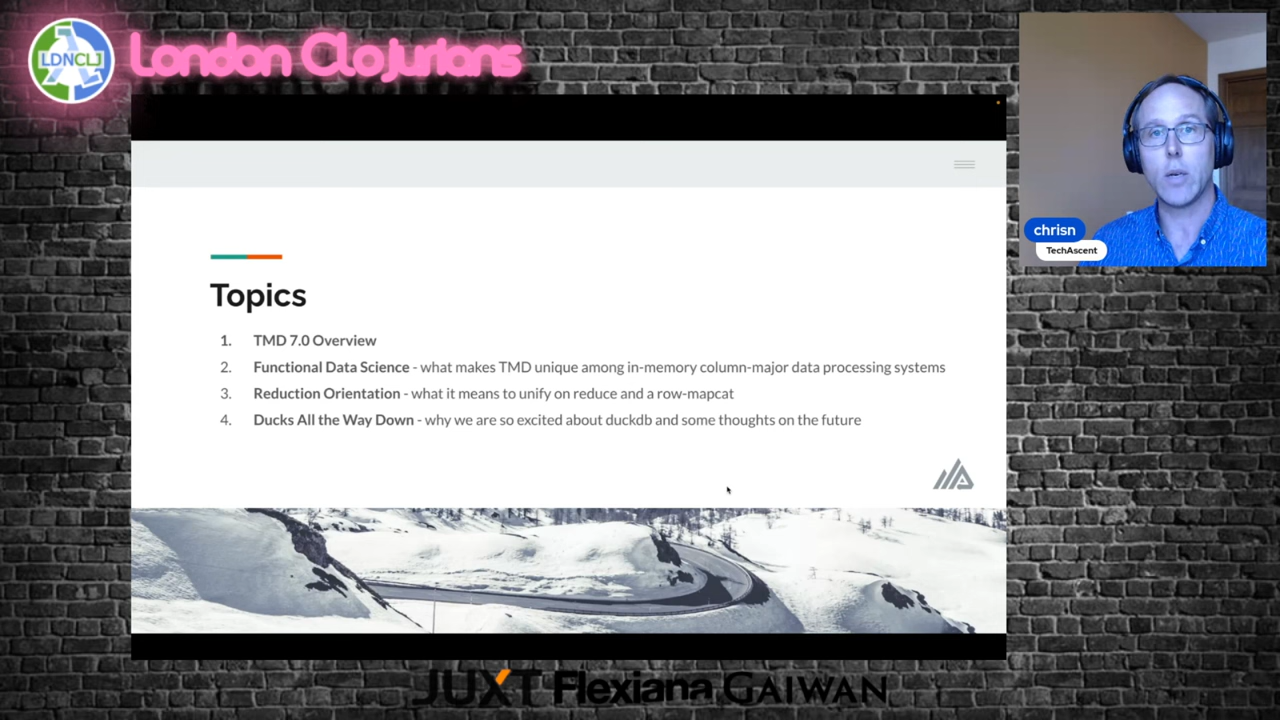 LDNCLJ
London Clojurians
chrisn
TechAscent
Topics
1. TMD 7.0 Overview
2. Functional Data Science - what makes TMD unique among in-memory column-major data processing systems
3. Reduction Orientation - what it means to unify on reduce and a row-mapcat
4. Ducks All the Way Down - why we are so excited about duckdb and some thoughts on the future
JUXT Flexiana GAIWAN